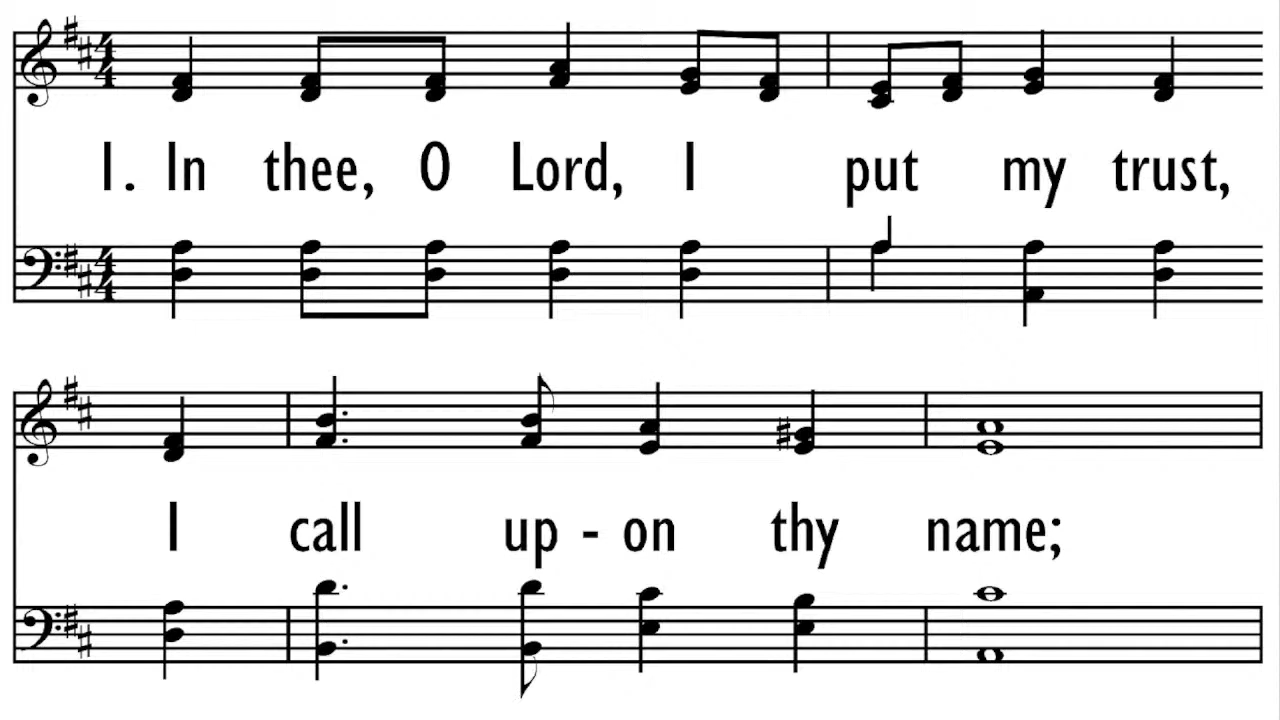 1. In thee, O Lord, I put my trust,
I call up - on thy name;